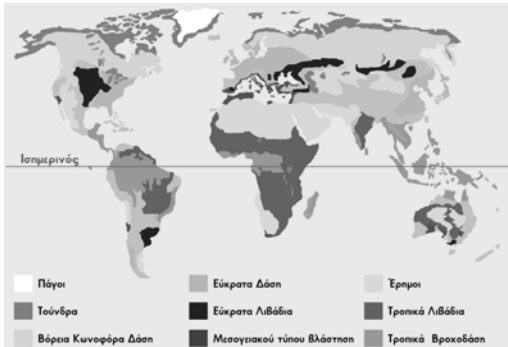 Ισημερινός
Πάγοι
Εύκρατα Δάση
Έρημοι
Τούνδρα
Εύκρατα Λιβάδια
Τροπικά Λιβάδια
Βόρεια Κωνοφόρα Δάση
Μεσογειακού τύπου βλάστηση
Τροπικά Βροχοδάση